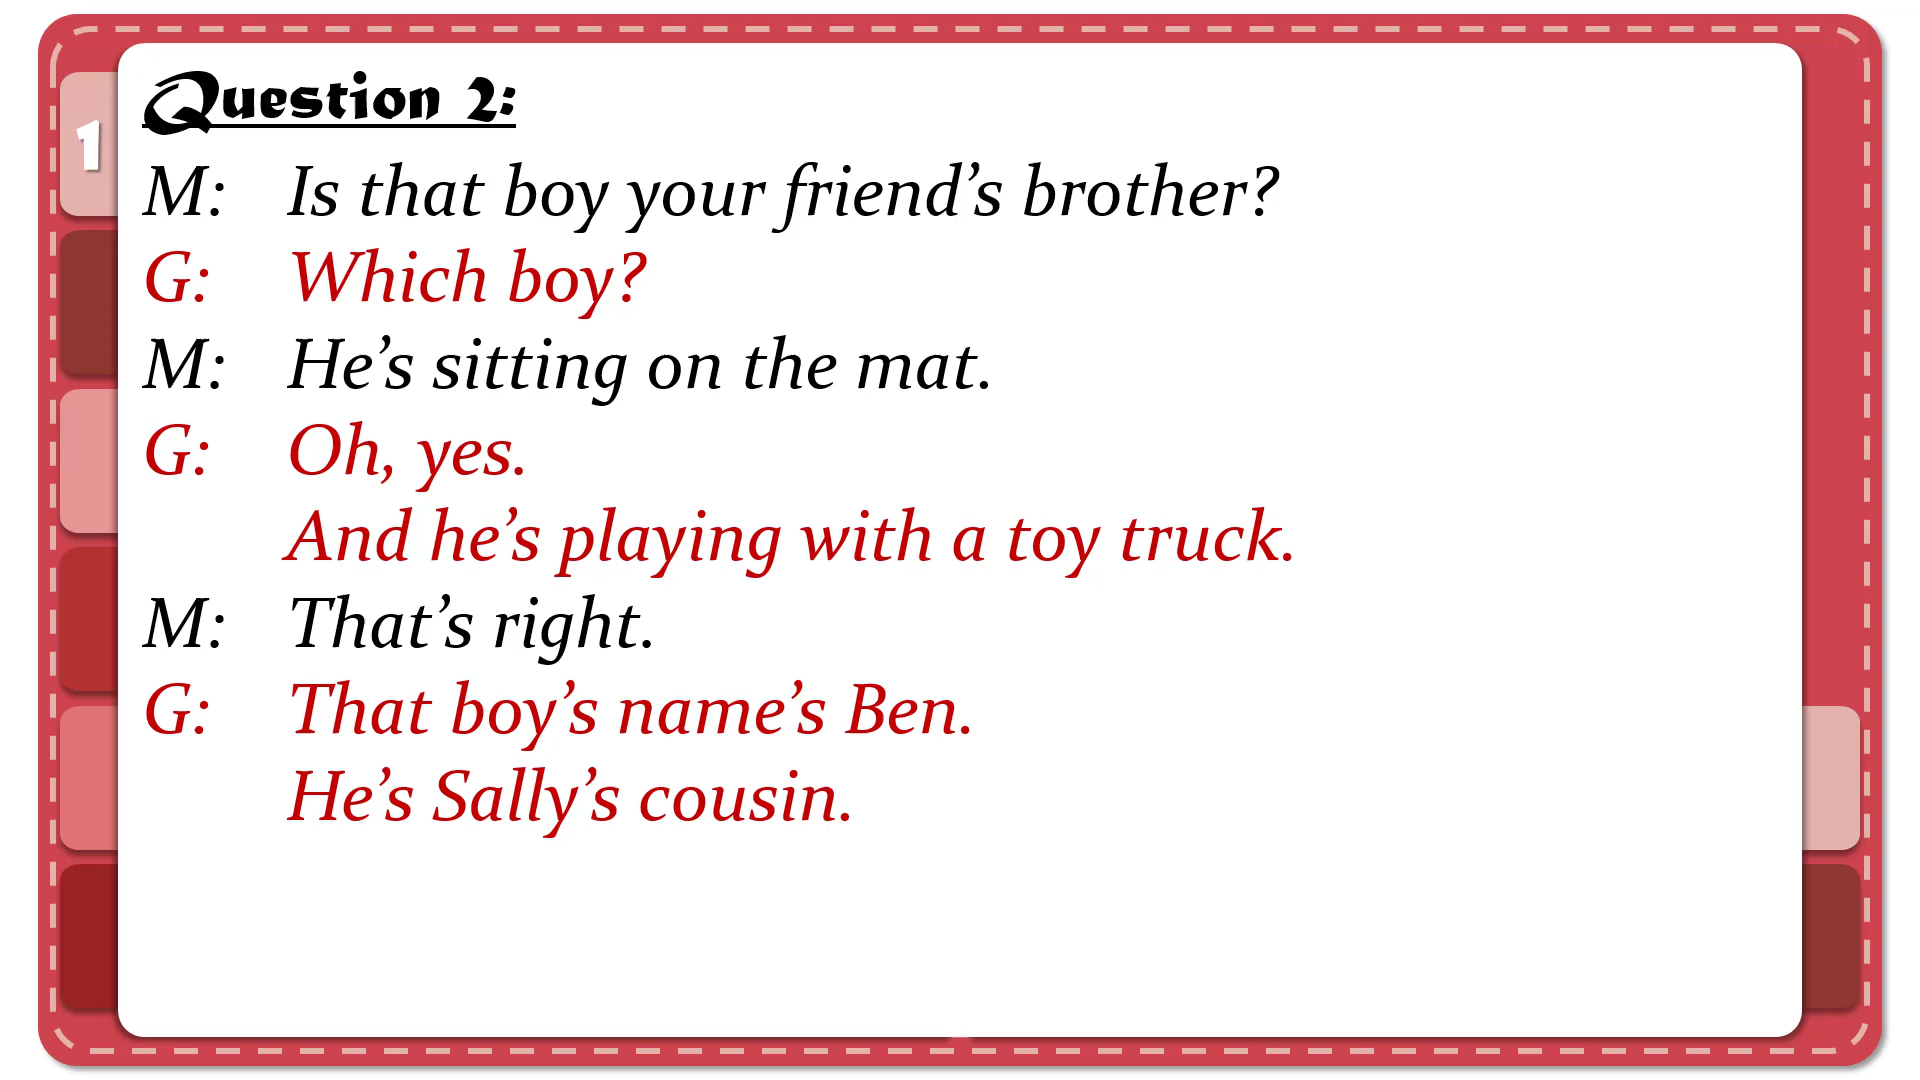 1
Question 2:
M: Is that boy your friend’s brother?
G: Which boy?
M: He’s sitting on the mat.
G: Oh, yes.
And he’s playing with a toy truck.
M: That’s right.
G: That boy’s name’s Ben.
He’s Sally’s cousin.